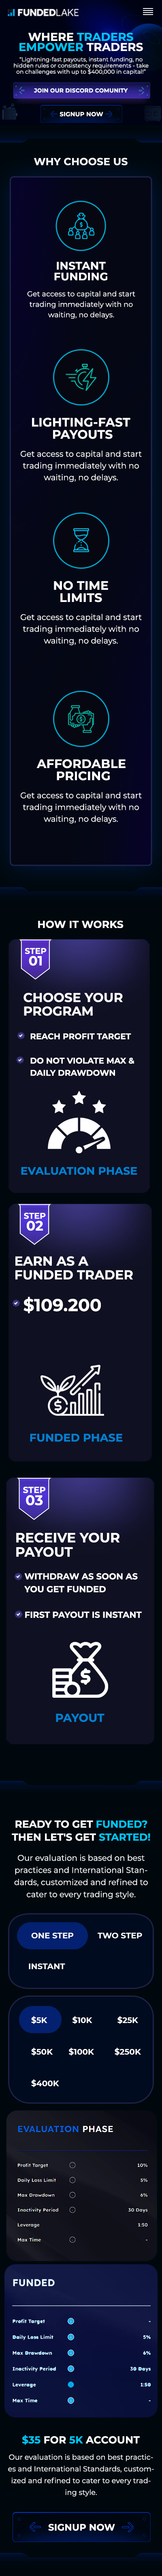 FUNDEDLAKE
WHERE TRADERS
EMPOWER TRADERS
"Lightning-fast payouts, instant funding, no
hidden rules or consistency requirements - take
on challenges with up to $400,000 in capital!"
JOIN OUR DISCORD COMUNITY
SIGNUP NOW
WHY CHOOSE US
INSTANT
FUNDING
Get access to capital and start
trading immediately with no
waiting, no delays.
LIGHTING-FAST
PAYOUTS
Get access to capital and start
trading immediately with no
waiting, no delays.
NO TIME
LIMITS
Get access to capital and start
trading immediately with no
waiting, no delays.
AFFORDABLE
PRICING
Get access to capital and start
trading immediately with no
waiting, no delays.
HOW IT WORKS
STEP
01
CHOOSE YOUR
PROGRAM
REACH PROFIT TARGET
DO NOT VIOLATE MAX &
DAILY DRAWDOWN
EVALUATION PHASE
STEP
02
EARN AS A
FUNDED TRADER
$109.200
FUNDED PHASE
STEP
03
RECEIVE YOUR
PAYOUT
WITHDRAW AS SOON AS
YOU GET FUNDED
FIRST PAYOUT IS INSTANT
PAYOUT
READY TO GET FUNDED?
THEN LET'S GET STARTED!
Our evaluation is based on best
practices and International Stan-
dards, customized and refined to
cater to every trading style.
ONE STEP TWO STEP
INSTANT
$5K $10K $25K
$50K $100K $250K
$400K
EVALUATION PHASE
Profit Target 10%
Daily Loss Limit 5%
Max Drawdown 6%
Inactivity Period 30 Days
Leverage 1:50
Max Time -
FUNDED
Profit Target -
Daily Loss Limit 5%
Max Drawdown 6%
Inactivity Period 30 Days
Leverage 1:50
Max Time -
$35 FOR 5K ACCOUNT
Our evaluation is based on best practic-
es and International Standards, custom-
ized and refined to cater to every trad-
ing style.
SIGNUP NOW